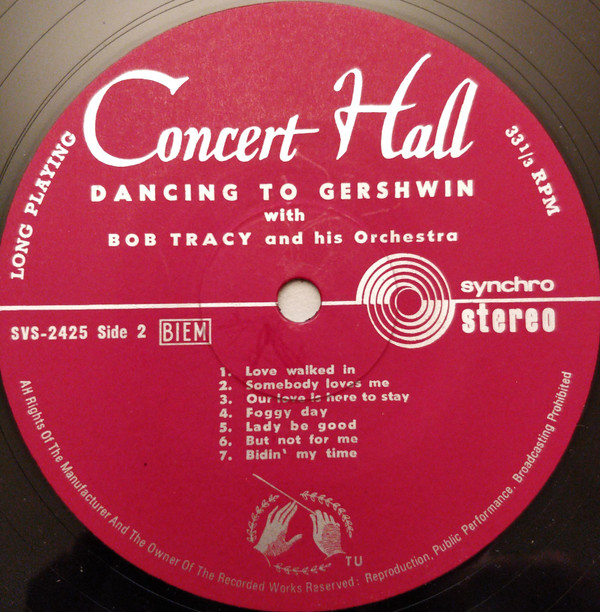 Concert Hall
LONG PLAYING
33 1/3 RPM
DANCING TO GERSHWIN
with
BOB TRACY and his Orchestra
synchro
stereo
SVS-2425 Side 2 BIEM
1. Love walked in
2. Somebody loves me
3. Our love is here to stay
4. Foggy day
5. Lady be good
6. But not for me
7. Bidin' my time
TU
All Rights Of The Manufacturer And The Owner Of The Recorded Works Reserved: Reproduction, Public Performance, Broadcasting Prohibited